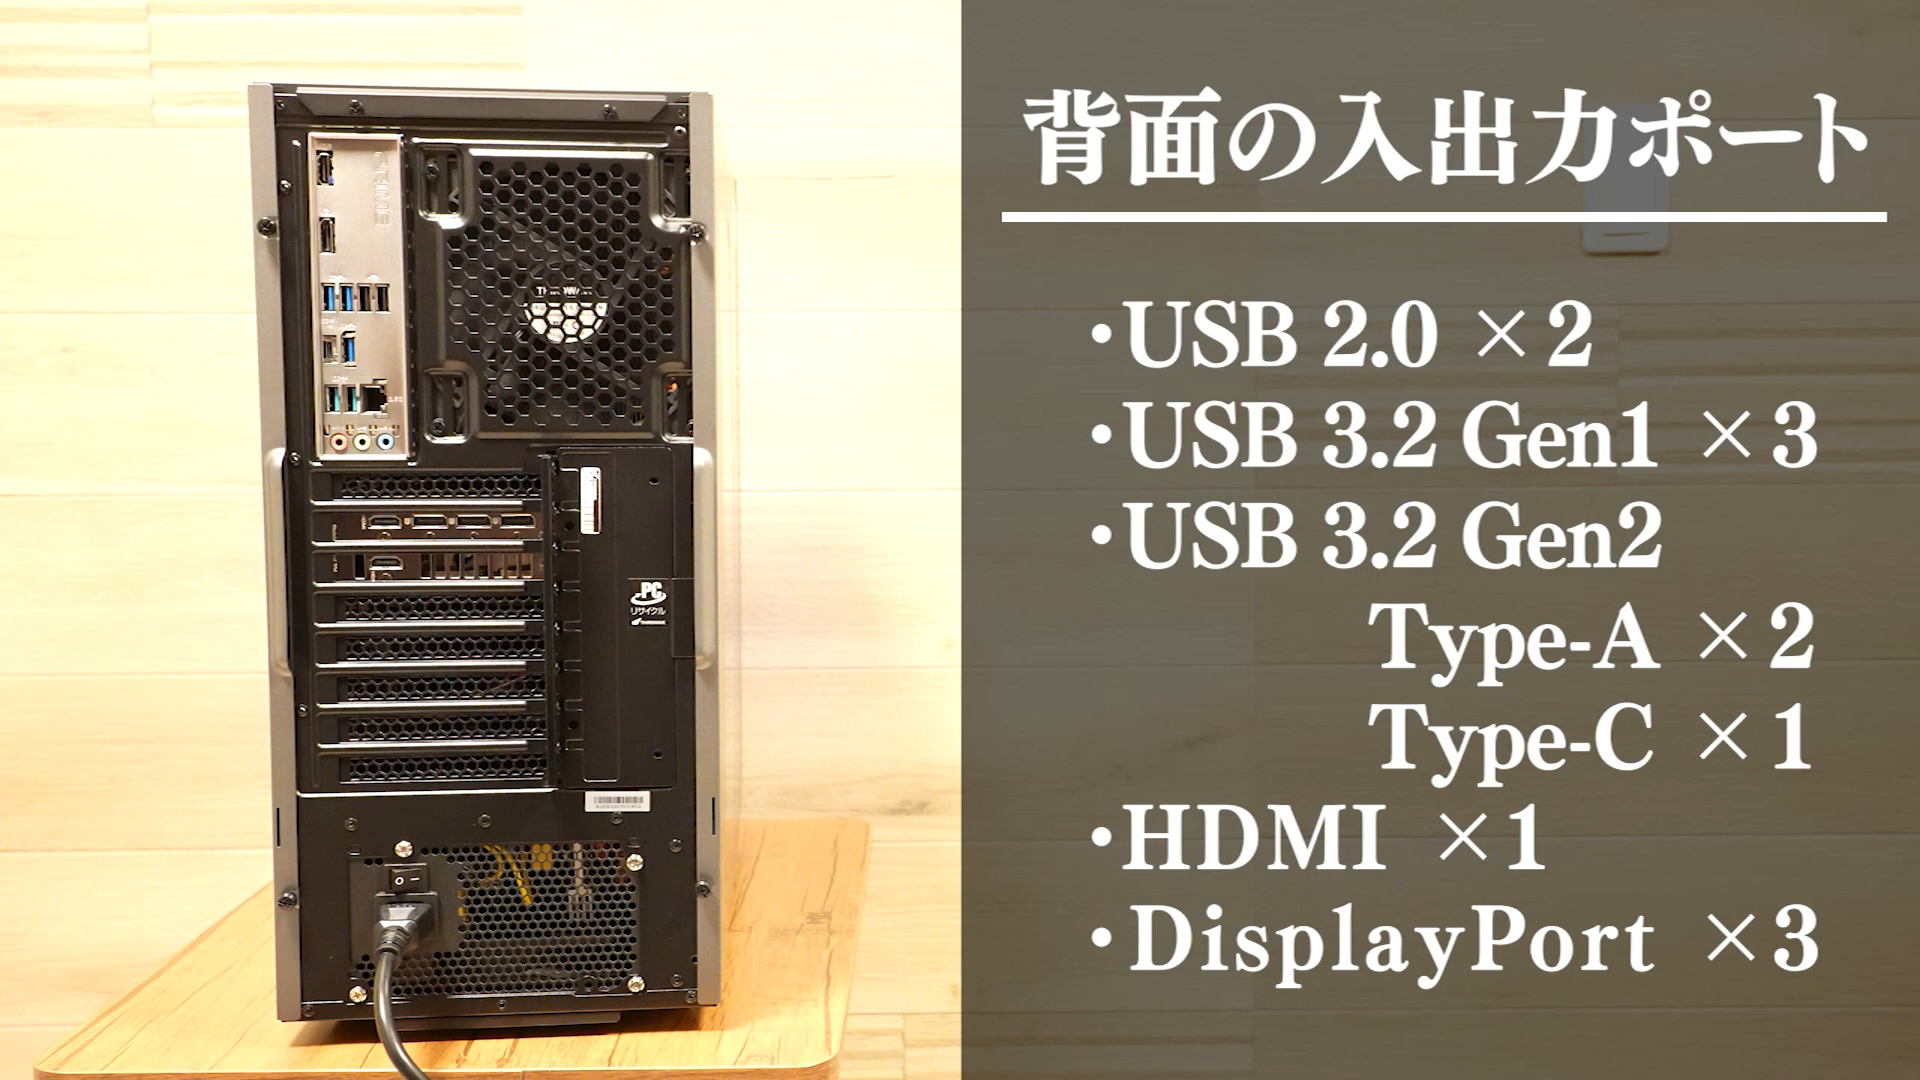 背面の入出力ポート
・USB 2.0 ×2
・USB 3.2 Gen1 ×3
・USB 3.2 Gen2
Type-A ×2
Type-C ×1
・HDMI ×1
・DisplayPort ×3
PC
リサイクル
THIRDWAVE